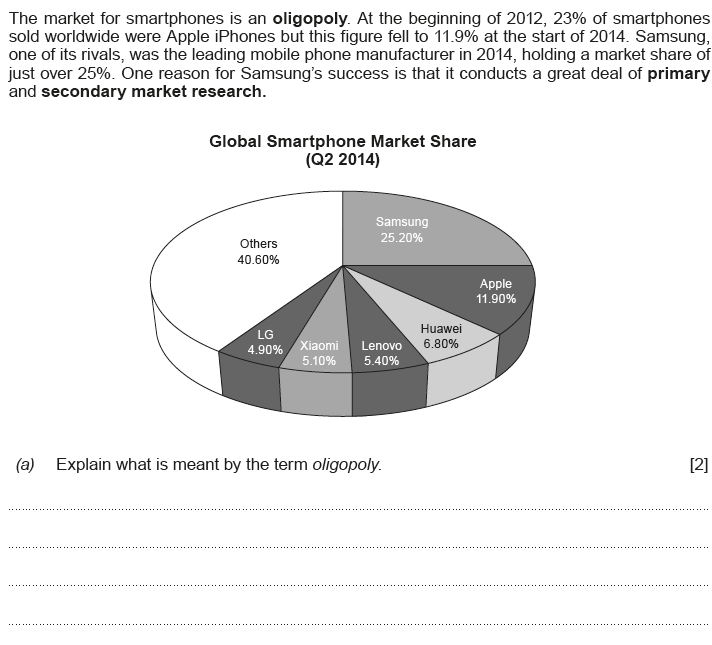 The market for smartphones is an oligopoly. At the beginning of 2012, 23% of smartphones
sold worldwide were Apple iPhones but this figure fell to 11.9% at the start of 2014. Samsung,
one of its rivals, was the leading mobile phone manufacturer in 2014, holding a market share of
just over 25%. One reason for Samsung's success is that it conducts a great deal of primary
and secondary market research.
Global Smartphone Market Share
(Q2 2014)
Samsung
25.20%
Others
40.60%
Apple
11.90%
Huawei
6.80%
LG
4.90%
Xiaomi
5.10%
Lenovo
5.40%
(a) Explain what is meant by the term oligopoly. [2]